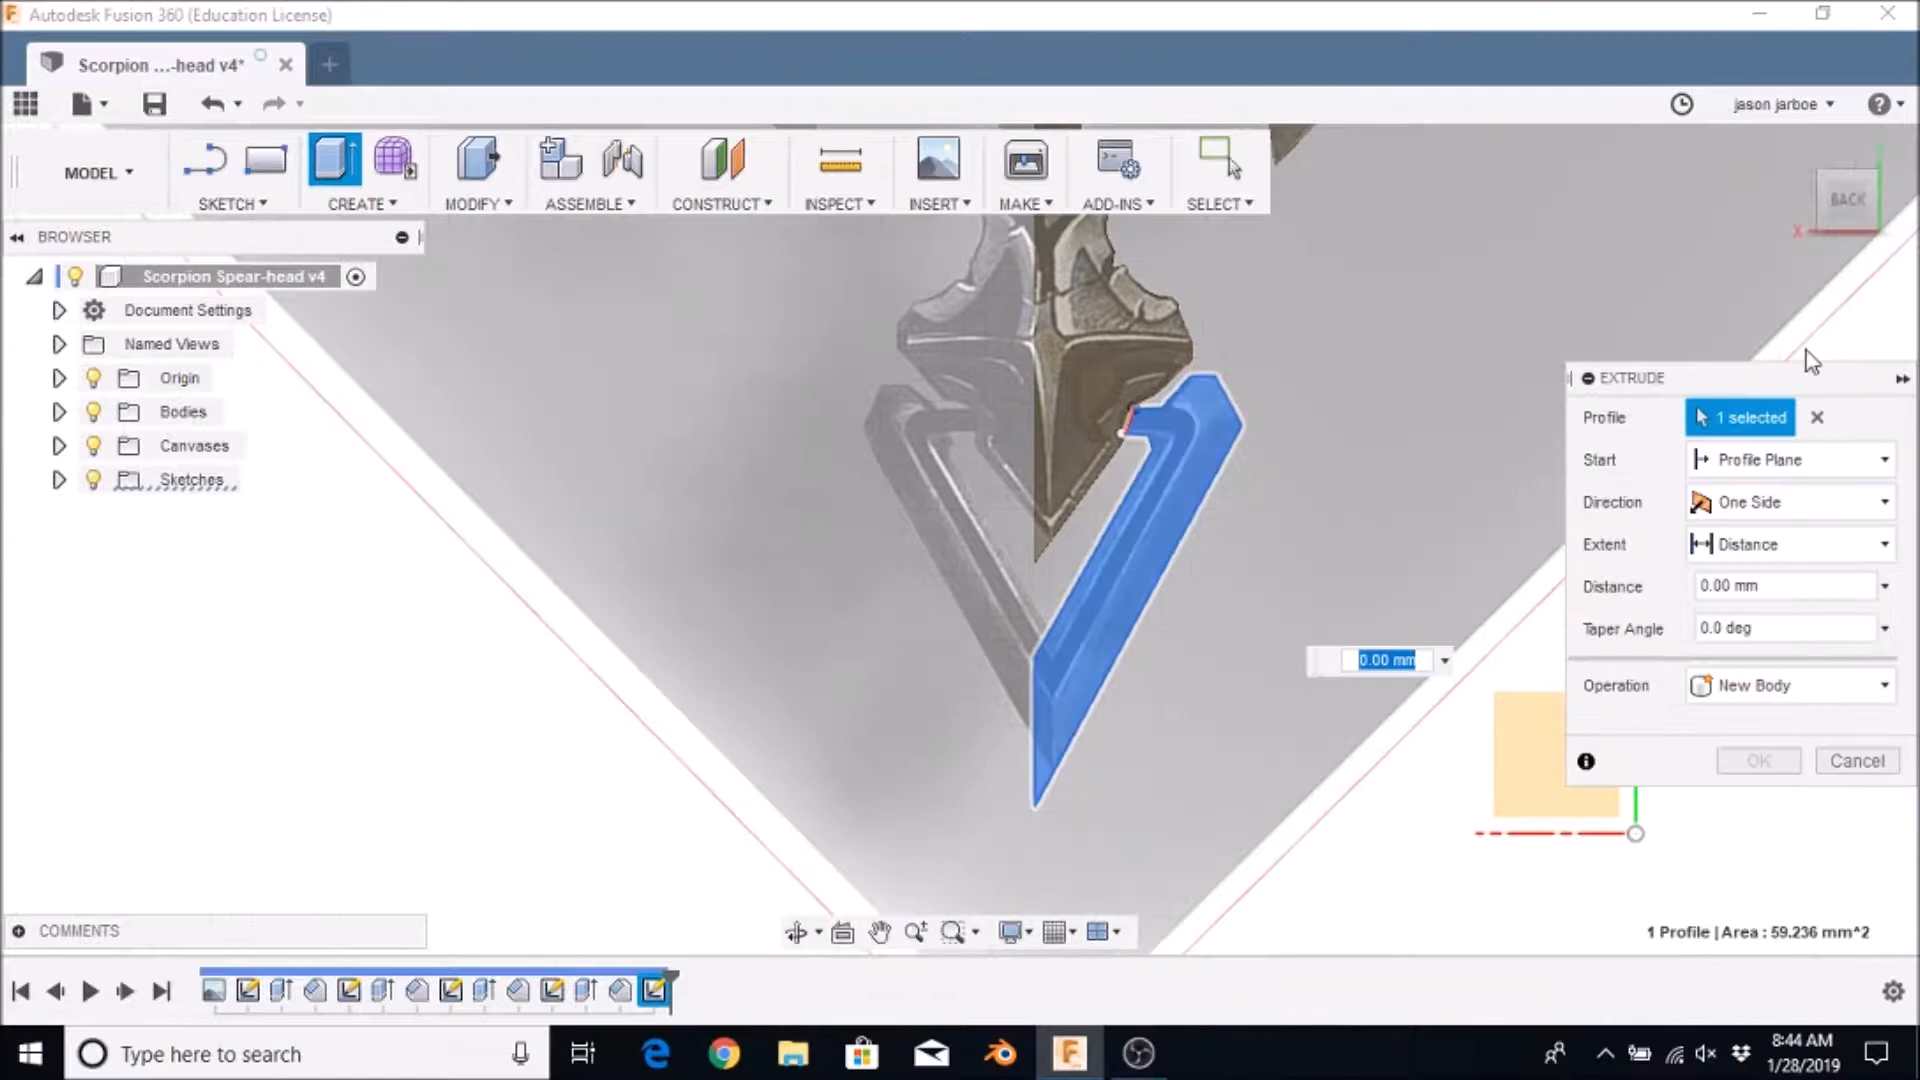 Autodesk Fusion 360 (Education License)
Scorpion ...-head v4*
jason jarboe
MODEL
SKETCH
CREATE
MODIFY
ASSEMBLE
CONSTRUCT
INSPECT
INSERT
MAKE
ADD-INS
SELECT
BACK
X
BROWSER
Scorpion Spear-head v4
Document Settings
Named Views
Origin
Bodies
Canvases
Sketches
EXTRUDE
Profile 1 selected
Start Profile Plane
Direction One Side
Extent Distance
Distance 0.00 mm
Taper Angle 0.0 deg
0.00 mm
Operation New Body
OK Cancel
COMMENTS
1 Profile | Area : 59.236 mm^2
Type here to search
8:44 AM
1/28/2019